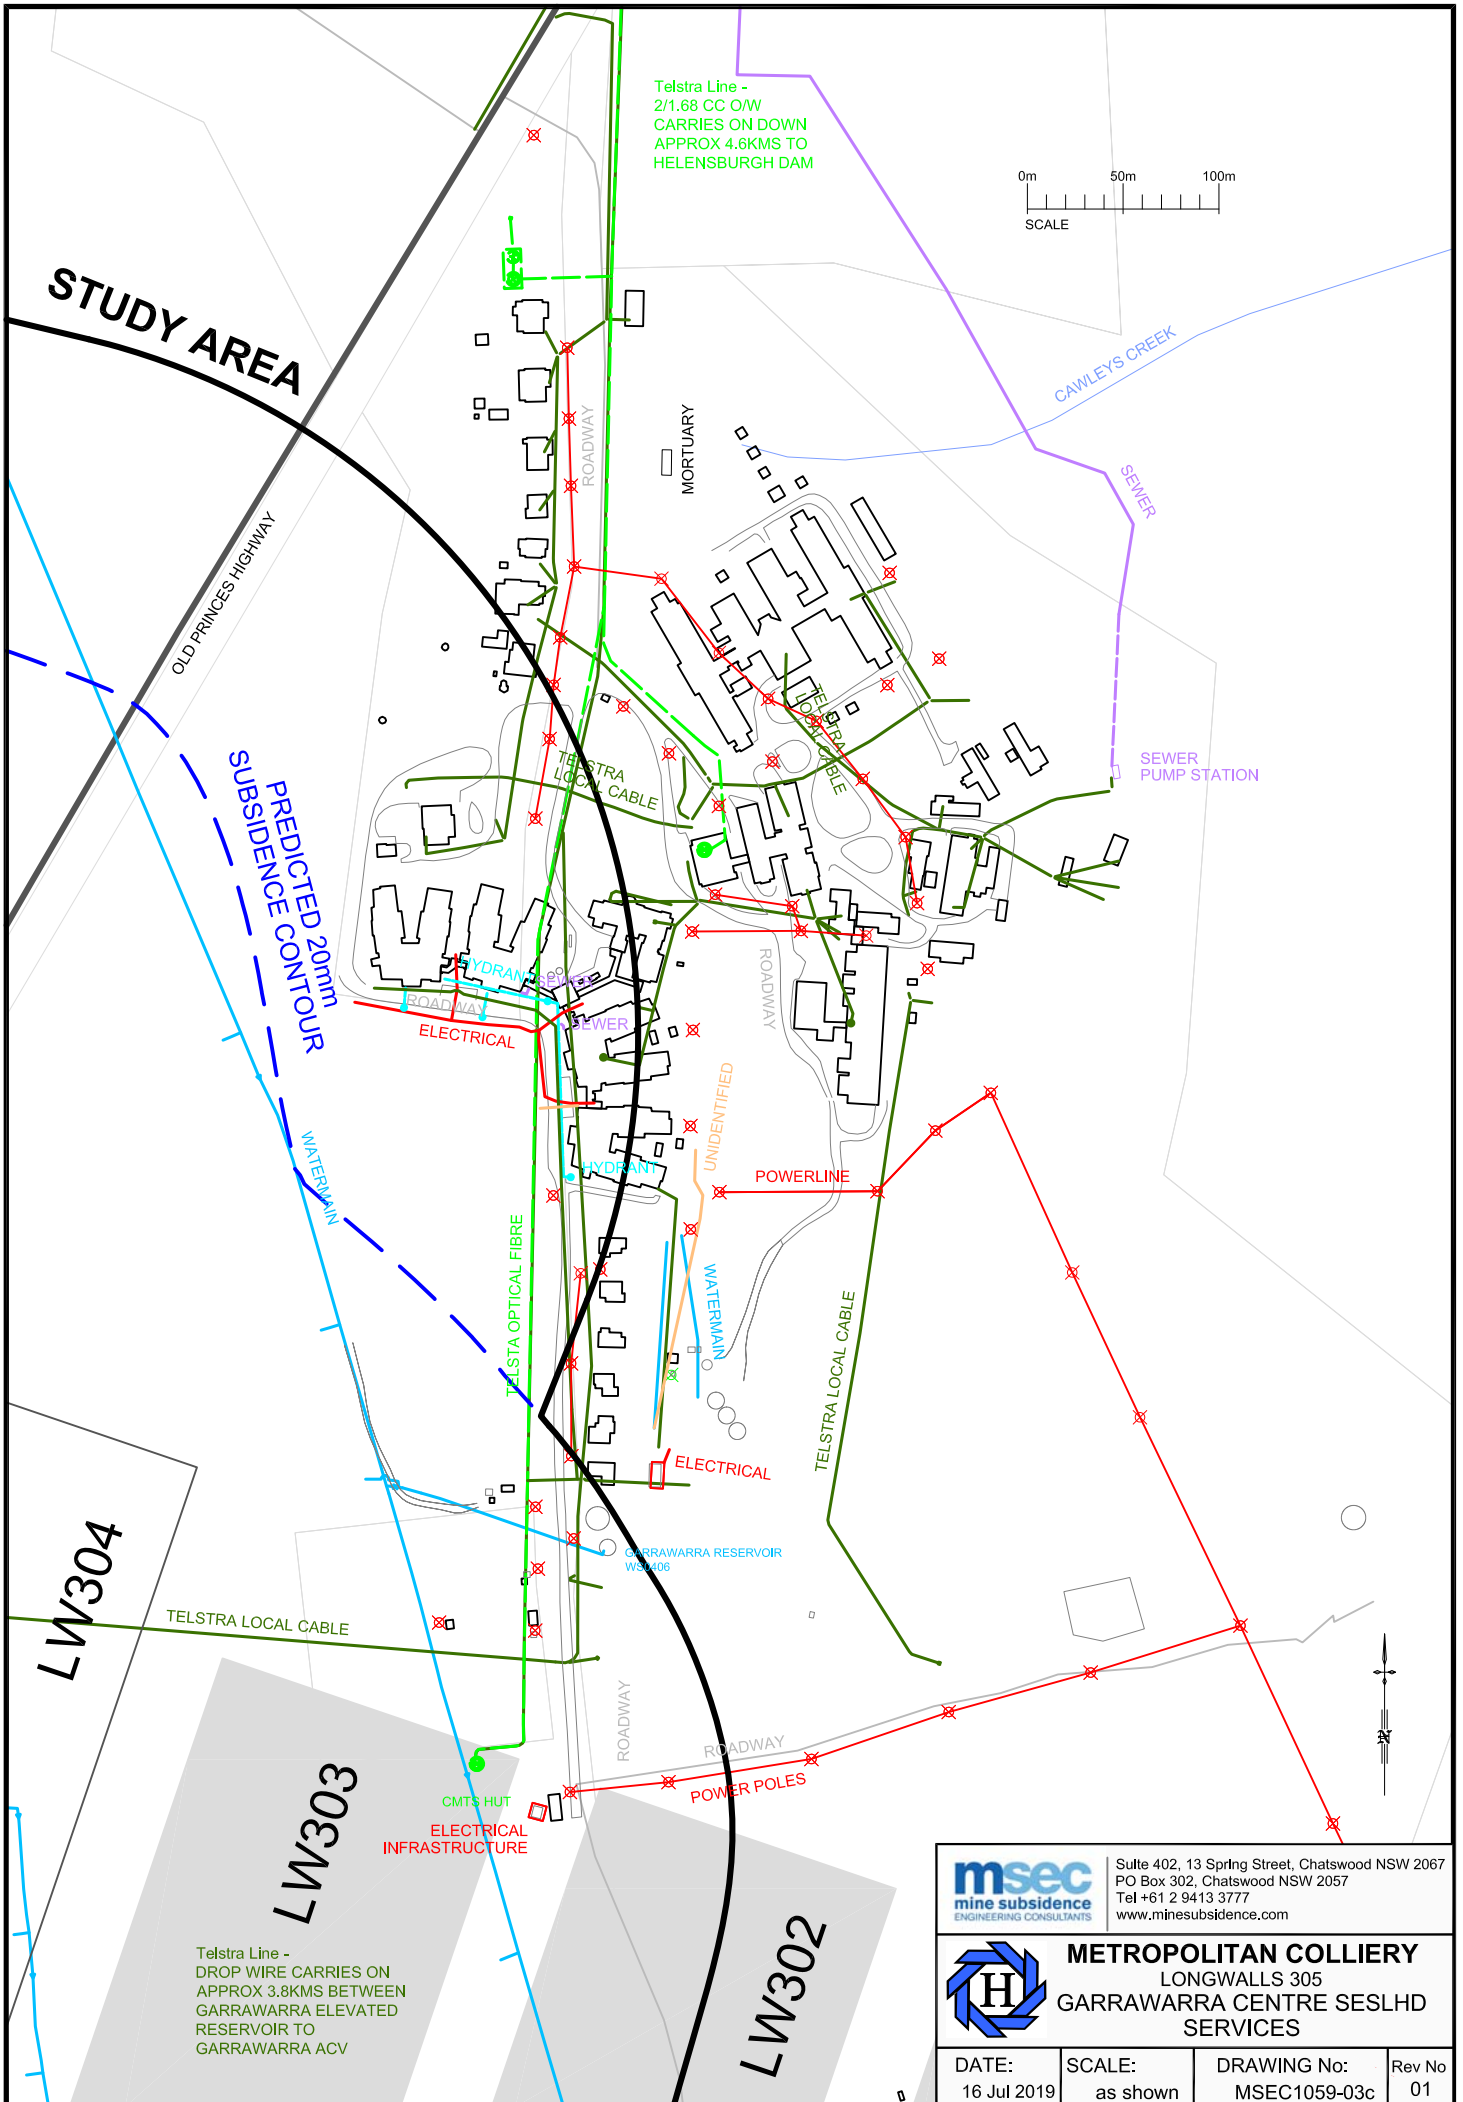 Telstra Line -
2/1.68 CC O/W
CARRIES ON DOWN
APPROX 4.6KMS TO
HELENSBURGH DAM
0m 50m 100m
SCALE
STUDY AREA
CAWLEYS CREEK
ROADWAY
MORTUARY
SEWER
OLD PRINCES HIGHWAY
TELSTRA
LOCAL CABLE
TELSTRA
LOCAL CABLE
SEWER
PUMP STATION
PREDICTED 20mm
SUBSIDENCE CONTOUR
HYDRANT
SEWER
ROADWAY
ROADWAY
ELECTRICAL
SEWER
UNIDENTIFIED
WATERMAIN
HYDRANT
POWERLINE
TELSTA OPTICAL FIBRE
WATERMAIN
TELSTRA LOCAL CABLE
ELECTRICAL
LW304
GARRAWARRA RESERVOIR
WS0406
TELSTRA LOCAL CABLE
ROADWAY
ROADWAY
POWER POLES
N
LW303
CMTS HUT
ELECTRICAL
INFRASTRUCTURE
LW302
Telstra Line -
DROP WIRE CARRIES ON
APPROX 3.8KMS BETWEEN
GARRAWARRA ELEVATED
RESERVOIR TO
GARRAWARRA ACV
msec
mine subsidence
ENGINEERING CONSULTANTS
Suite 402, 13 Spring Street, Chatswood NSW 2067
PO Box 302, Chatswood NSW 2057
Tel +61 2 9413 3777
www.minesubsidence.com
H
METROPOLITAN COLLIERY
LONGWALLS 305
GARRAWARRA CENTRE SESLHD
SERVICES
DATE: SCALE: DRAWING No: Rev No
16 Jul 2019 as shown MSEC1059-03c 01